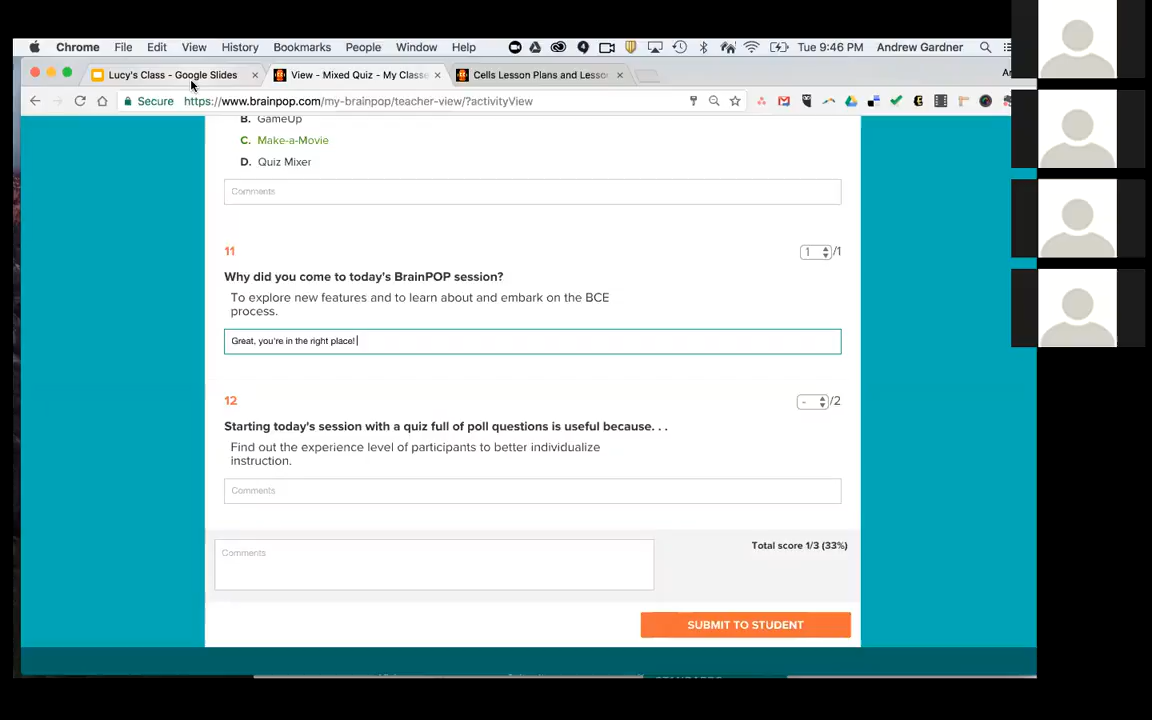 Chrome File Edit View History Bookmarks People Window Help Tue 9:46 PM Andrew Gardner
Lucy's Class - Google Slides
View - Mixed Quiz - My Classe
Cells Lesson Plans and Lesso
An
Secure https://www.brainpop.com/my-brainpop/teacher-view/?activityView
B. GameUp
C. Make-a-Movie
D. Quiz Mixer
Comments
11
1 /1
Why did you come to today's BrainPOP session?
To explore new features and to learn about and embark on the BCE
process.
Great, you're in the right place!
12
- /2
Starting today's session with a quiz full of poll questions is useful because. . .
Find out the experience level of participants to better individualize
instruction.
Comments
Comments
Total score 1/3 (33%)
SUBMIT TO STUDENT